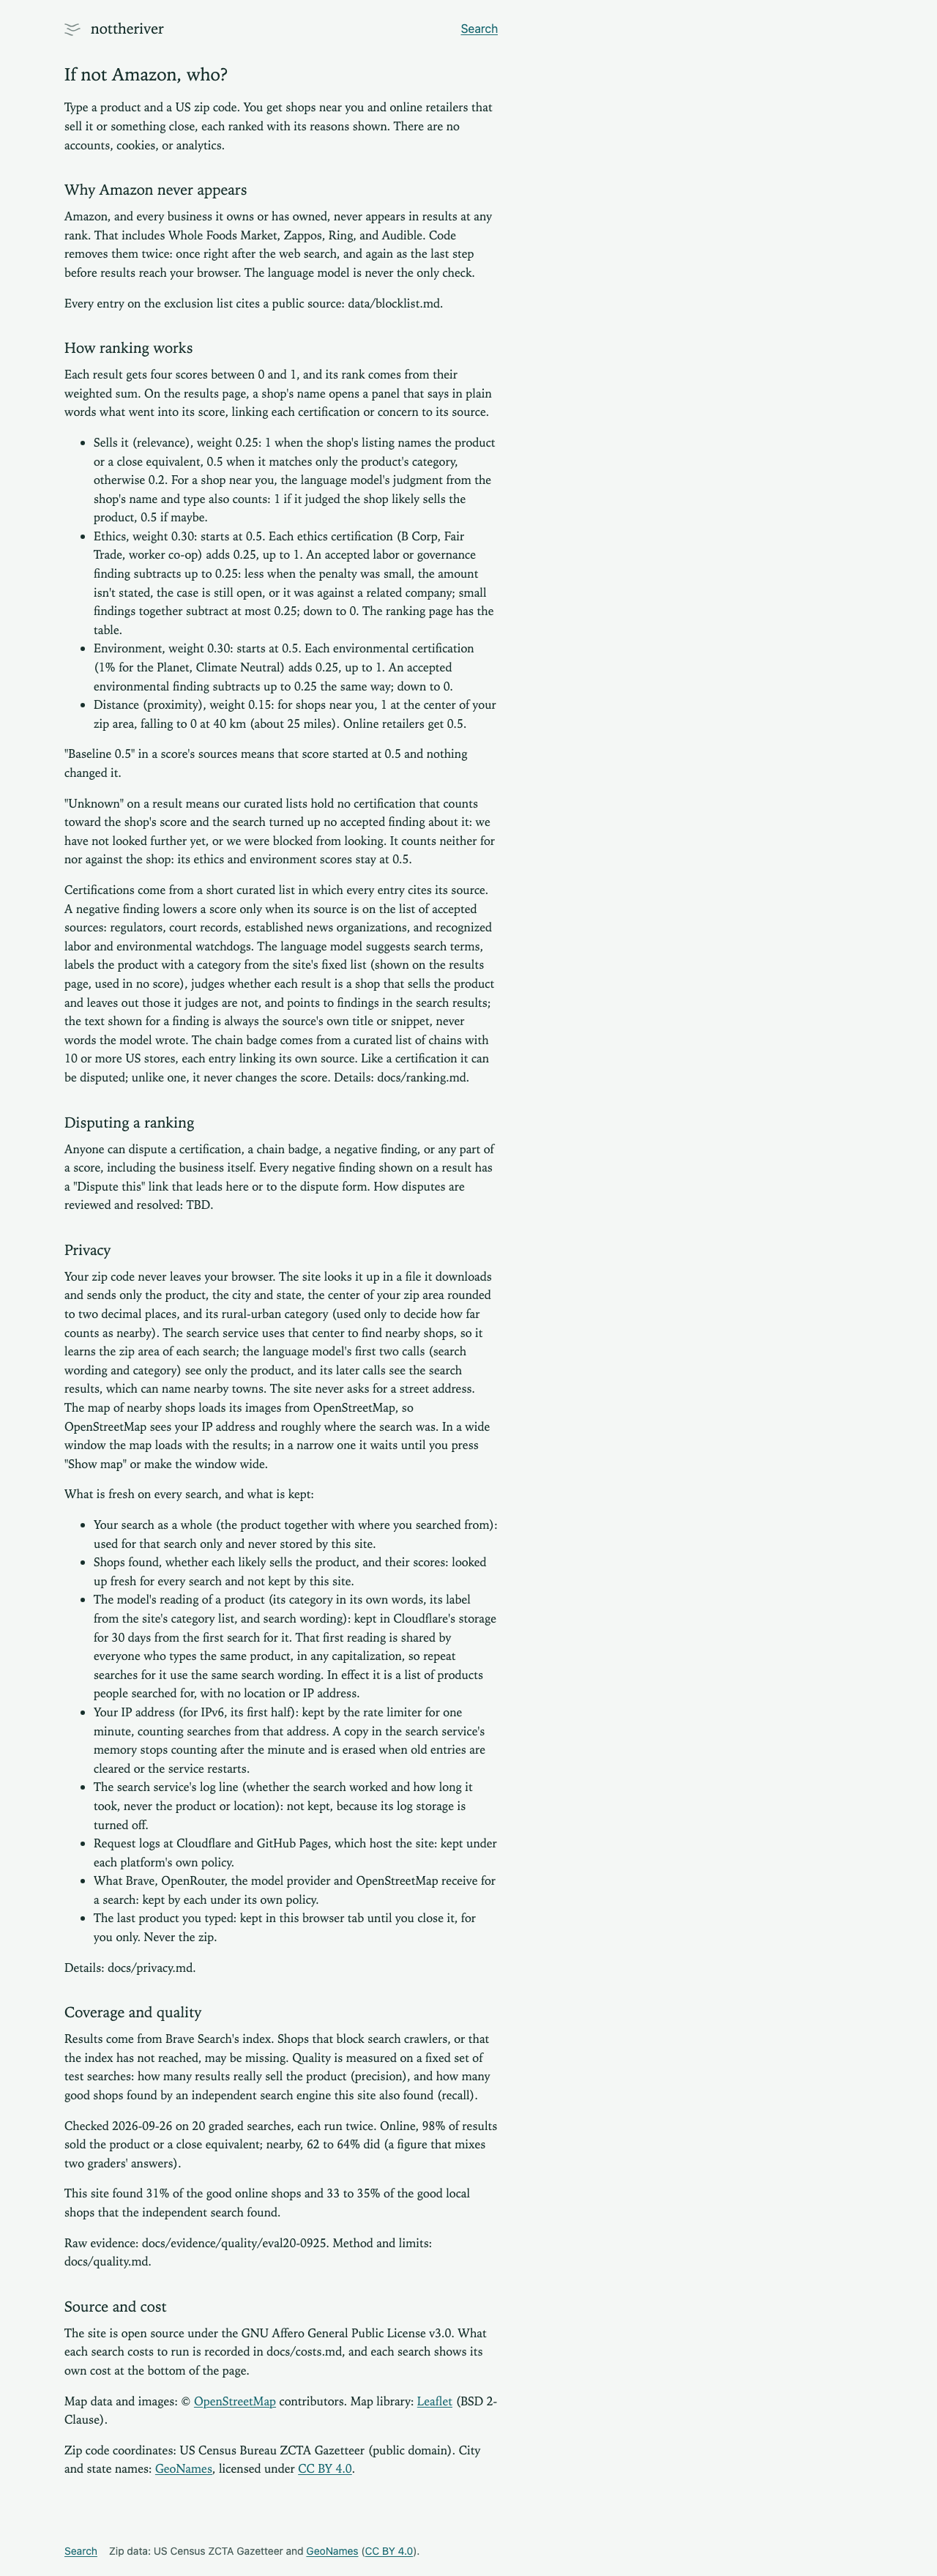 nottheriver
Search
If not Amazon, who?
Type a product and a US zip code. You get shops near you and online retailers that
sell it or something close, each ranked with its reasons shown. There are no
accounts, cookies, or analytics.
Why Amazon never appears
Amazon, and every business it owns or has owned, never appears in results at any
rank. That includes Whole Foods Market, Zappos, Ring, and Audible. Code
removes them twice: once right after the web search, and again as the last step
before results reach your browser. The language model is never the only check.
Every entry on the exclusion list cites a public source: data/blocklist.md.
How ranking works
Each result gets four scores between 0 and 1, and its rank comes from their
weighted sum. On the results page, a shop's name opens a panel that says in plain
words what went into its score, linking each certification or concern to its source.
• Sells it (relevance), weight 0.25: 1 when the shop's listing names the product
or a close equivalent, 0.5 when it matches only the product's category,
otherwise 0.2. For a shop near you, the language model's judgment from the
shop's name and type also counts: 1 if it judged the shop likely sells the
product, 0.5 if maybe.
• Ethics, weight 0.30: starts at 0.5. Each ethics certification (B Corp, Fair
Trade, worker co-op) adds 0.25, up to 1. An accepted labor or governance
finding subtracts up to 0.25: less when the penalty was small, the amount
isn't stated, the case is still open, or it was against a related company; small
findings together subtract at most 0.25; down to 0. The ranking page has the
table.
• Environment, weight 0.30: starts at 0.5. Each environmental certification
(1% for the Planet, Climate Neutral) adds 0.25, up to 1. An accepted
environmental finding subtracts up to 0.25 the same way; down to 0.
• Distance (proximity), weight 0.15: for shops near you, 1 at the center of your
zip area, falling to 0 at 40 km (about 25 miles). Online retailers get 0.5.
"Baseline 0.5" in a score's sources means that score started at 0.5 and nothing
changed it.
"Unknown" on a result means our curated lists hold no certification that counts
toward the shop's score and the search turned up no accepted finding about it: we
have not looked further yet, or we were blocked from looking. It counts neither for
nor against the shop: its ethics and environment scores stay at 0.5.
Certifications come from a short curated list in which every entry cites its source.
A negative finding lowers a score only when its source is on the list of accepted
sources: regulators, court records, established news organizations, and recognized
labor and environmental watchdogs. The language model suggests search terms,
labels the product with a category from the site's fixed list (shown on the results
page, used in no score), judges whether each result is a shop that sells the product
and leaves out those it judges are not, and points to findings in the search results;
the text shown for a finding is always the source's own title or snippet, never
words the model wrote. The chain badge comes from a curated list of chains with
10 or more US stores, each entry linking its own source. Like a certification it can
be disputed; unlike one, it never changes the score. Details: docs/ranking.md.
Disputing a ranking
Anyone can dispute a certification, a chain badge, a negative finding, or any part of
a score, including the business itself. Every negative finding shown on a result has
a "Dispute this" link that leads here or to the dispute form. How disputes are
reviewed and resolved: TBD.
Privacy
Your zip code never leaves your browser. The site looks it up in a file it downloads
and sends only the product, the city and state, the center of your zip area rounded
to two decimal places, and its rural-urban category (used only to decide how far
counts as nearby). The search service uses that center to find nearby shops, so it
learns the zip area of each search; the language model's first two calls (search
wording and category) see only the product, and its later calls see the search
results, which can name nearby towns. The site never asks for a street address.
The map of nearby shops loads its images from OpenStreetMap, so
OpenStreetMap sees your IP address and roughly where the search was. In a wide
window the map loads with the results; in a narrow one it waits until you press
"Show map" or make the window wide.
What is fresh on every search, and what is kept:
• Your search as a whole (the product together with where you searched from):
used for that search only and never stored by this site.
• Shops found, whether each likely sells the product, and their scores: looked
up fresh for every search and not kept by this site.
• The model's reading of a product (its category in its own words, its label
from the site's category list, and search wording): kept in Cloudflare's storage
for 30 days from the first search for it. That first reading is shared by
everyone who types the same product, in any capitalization, so repeat
searches for it use the same search wording. In effect it is a list of products
people searched for, with no location or IP address.
• Your IP address (for IPv6, its first half): kept by the rate limiter for one
minute, counting searches from that address. A copy in the search service's
memory stops counting after the minute and is erased when old entries are
cleared or the service restarts.
• The search service's log line (whether the search worked and how long it
took, never the product or location): not kept, because its log storage is
turned off.
• Request logs at Cloudflare and GitHub Pages, which host the site: kept under
each platform's own policy.
• What Brave, OpenRouter, the model provider and OpenStreetMap receive for
a search: kept by each under its own policy.
• The last product you typed: kept in this browser tab until you close it, for
you only. Never the zip.
Details: docs/privacy.md.
Coverage and quality
Results come from Brave Search's index. Shops that block search crawlers, or that
the index has not reached, may be missing. Quality is measured on a fixed set of
test searches: how many results really sell the product (precision), and how many
good shops found by an independent search engine this site also found (recall).
Checked 2026-09-26 on 20 graded searches, each run twice. Online, 98% of results
sold the product or a close equivalent; nearby, 62 to 64% did (a figure that mixes
two graders' answers).
This site found 31% of the good online shops and 33 to 35% of the good local
shops that the independent search found.
Raw evidence: docs/evidence/quality/eval20-0925. Method and limits:
docs/quality.md.
Source and cost
The site is open source under the GNU Affero General Public License v3.0. What
each search costs to run is recorded in docs/costs.md, and each search shows its
own cost at the bottom of the page.
Map data and images: © OpenStreetMap contributors. Map library: Leaflet (BSD 2-
Clause).
Zip code coordinates: US Census Bureau ZCTA Gazetteer (public domain). City
and state names: GeoNames, licensed under CC BY 4.0.
Search Zip data: US Census ZCTA Gazetteer and GeoNames (CC BY 4.0).